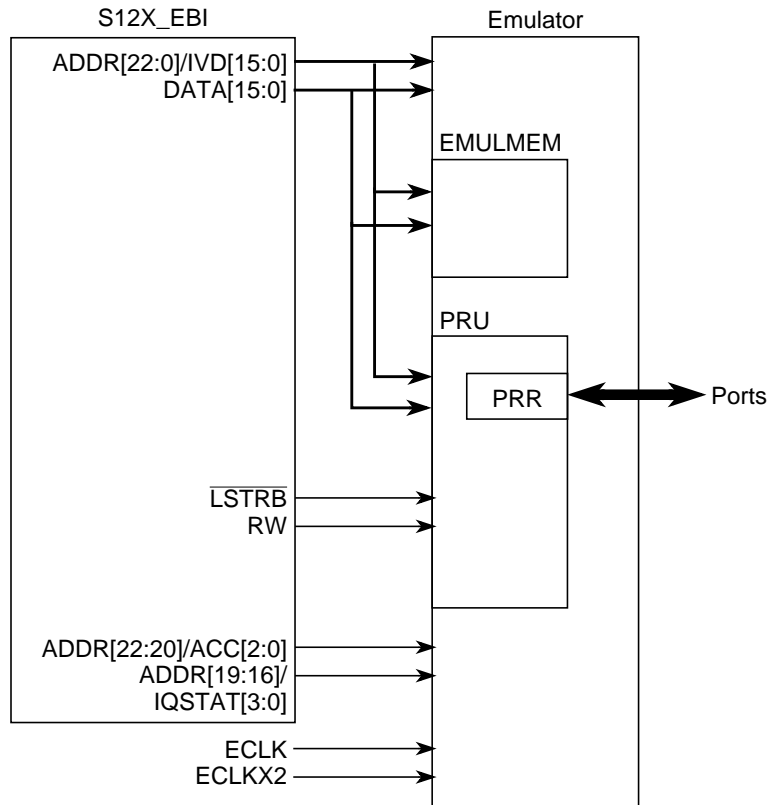 S12X_EBI
Emulator
ADDR[22:0]/IVD[15:0]
DATA[15:0]
EMULMEM
PRU
PRR
Ports
LSTRB
RW
ADDR[22:20]/ACC[2:0]
ADDR[19:16]/
IQSTAT[3:0]
ECLK
ECLKX2